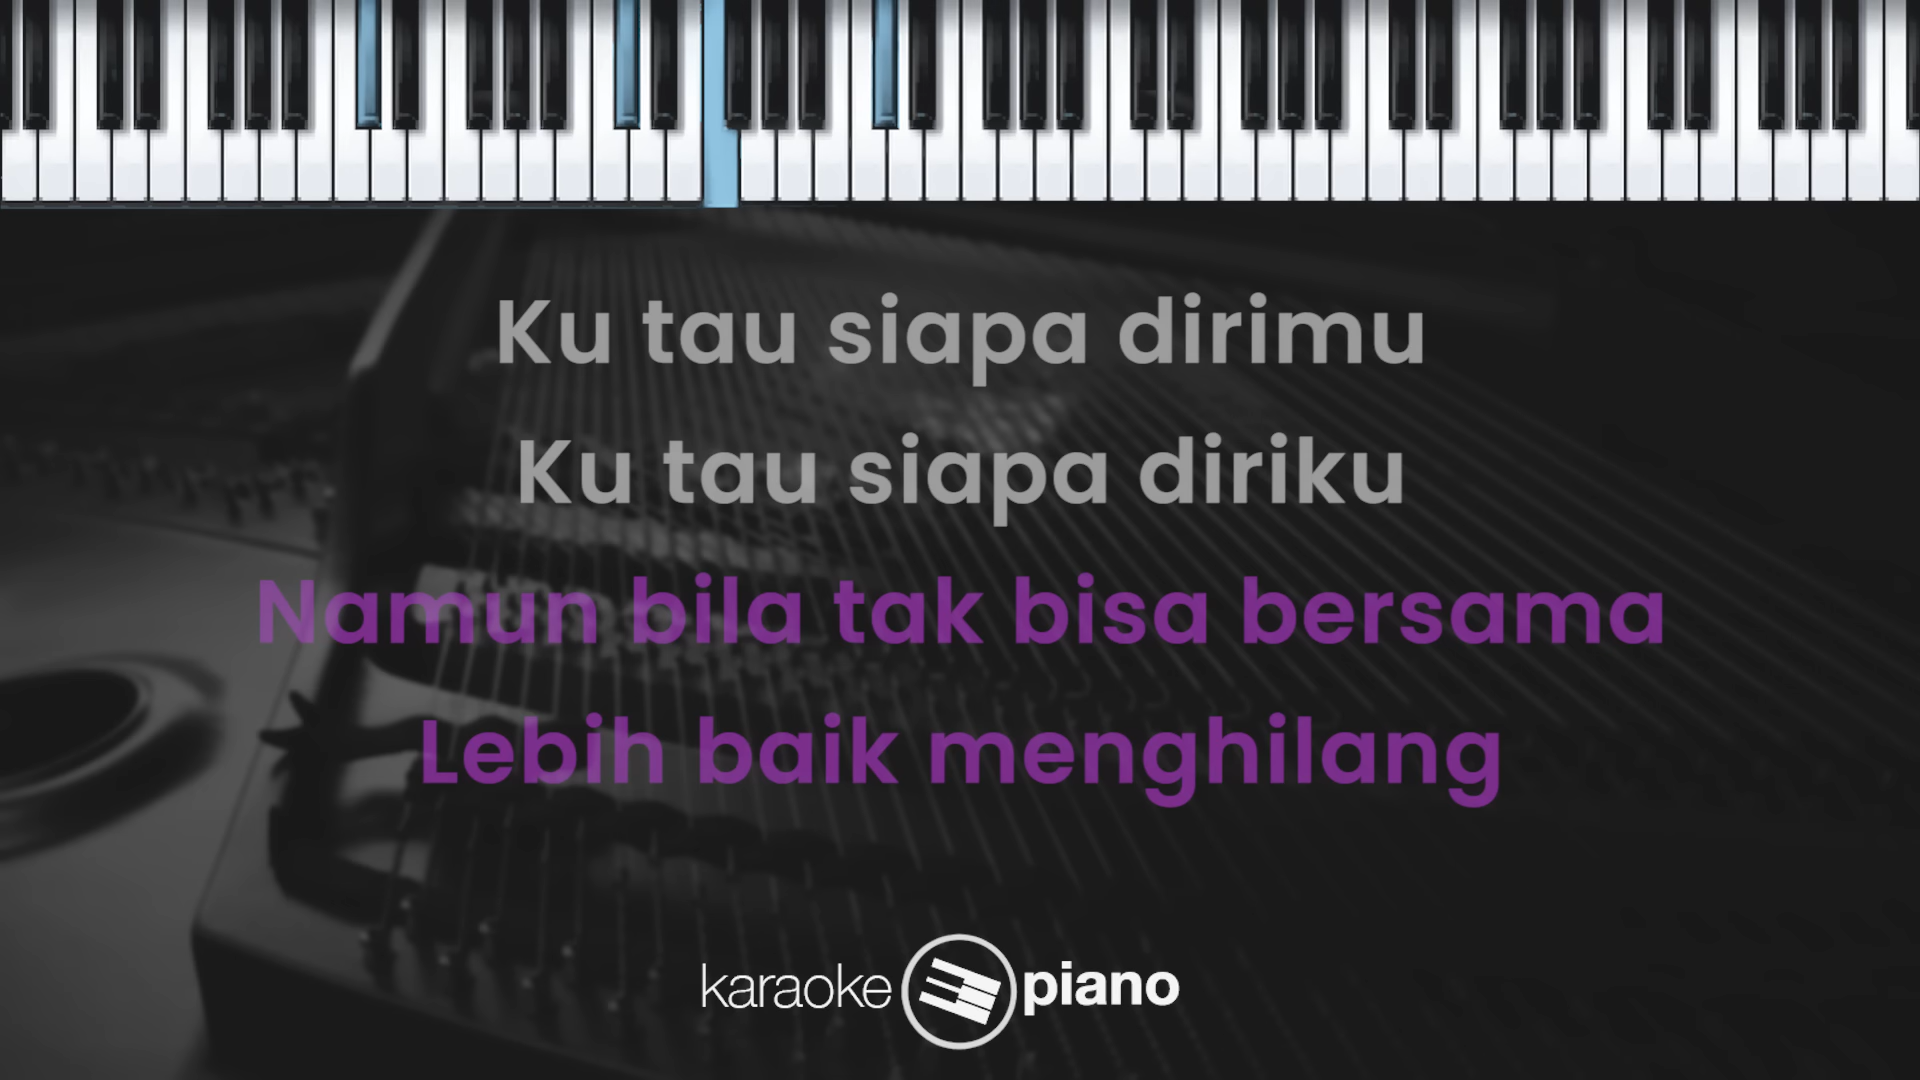 Ku tau siapa dirimu
Ku tau siapa diriku
Namun bila tak bisa bersama
Lebih baik menghilang
karaoke piano